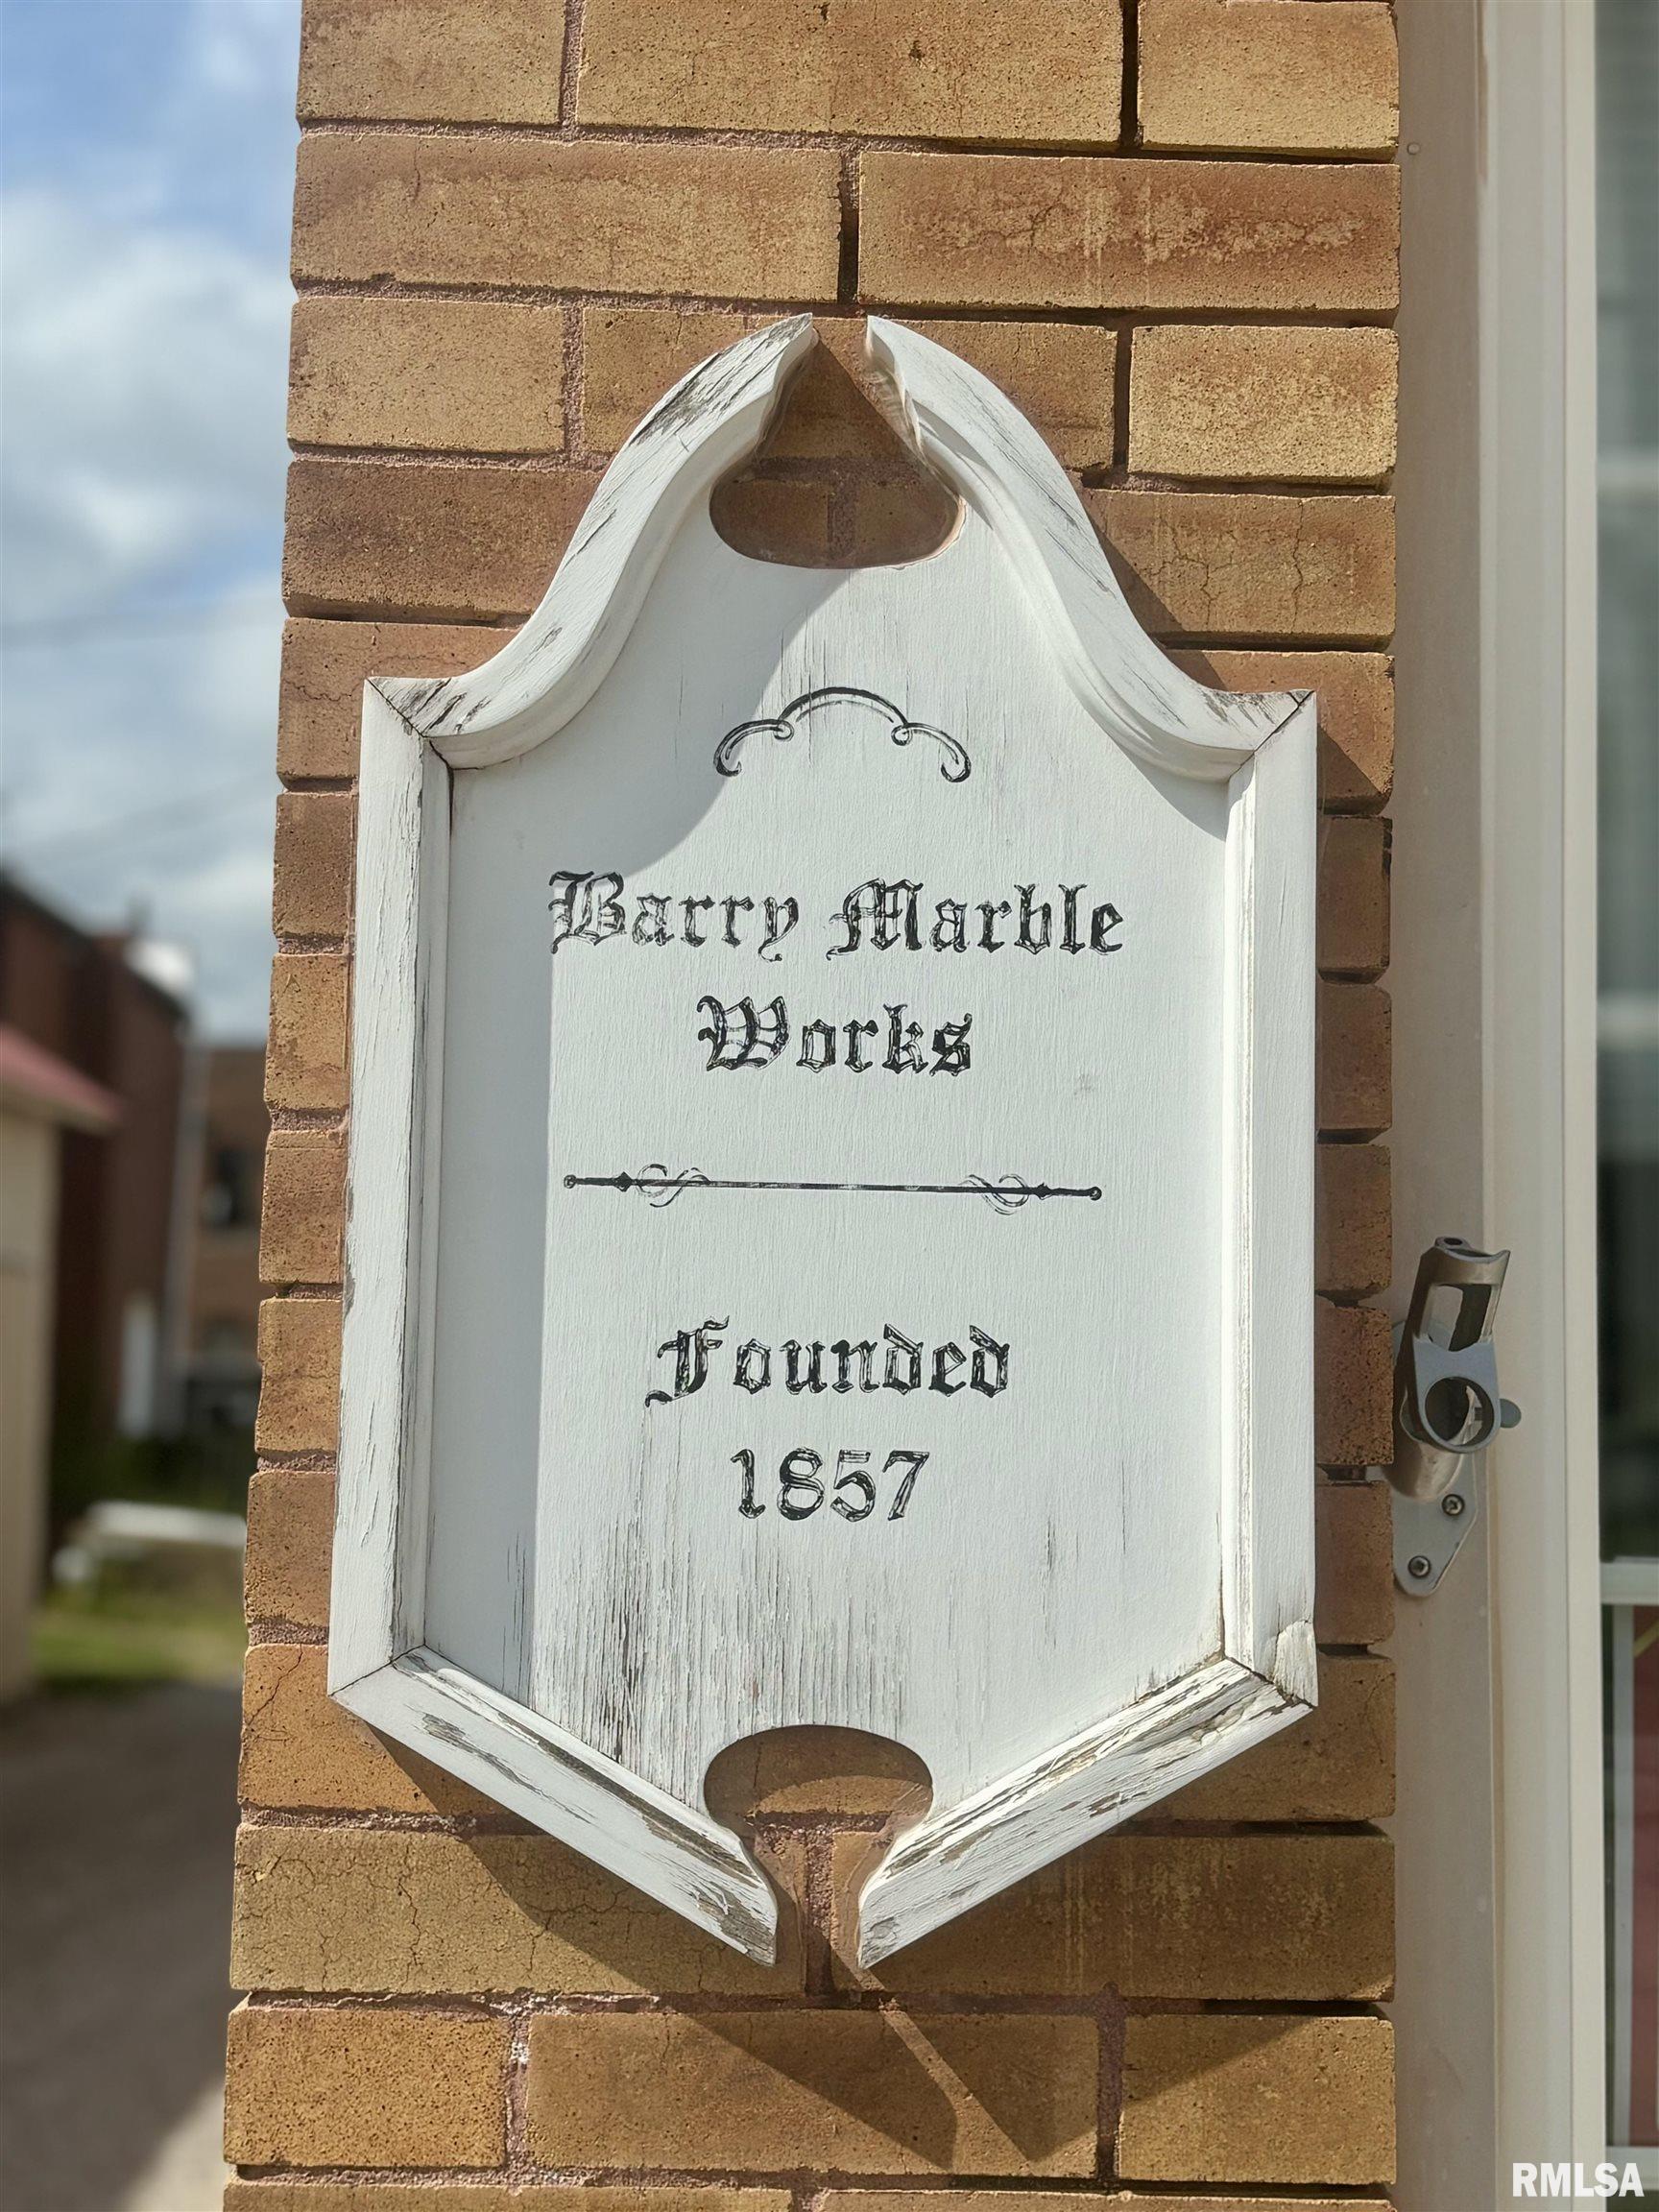 Barry Marble
Works
Founded
1857
RMLSA